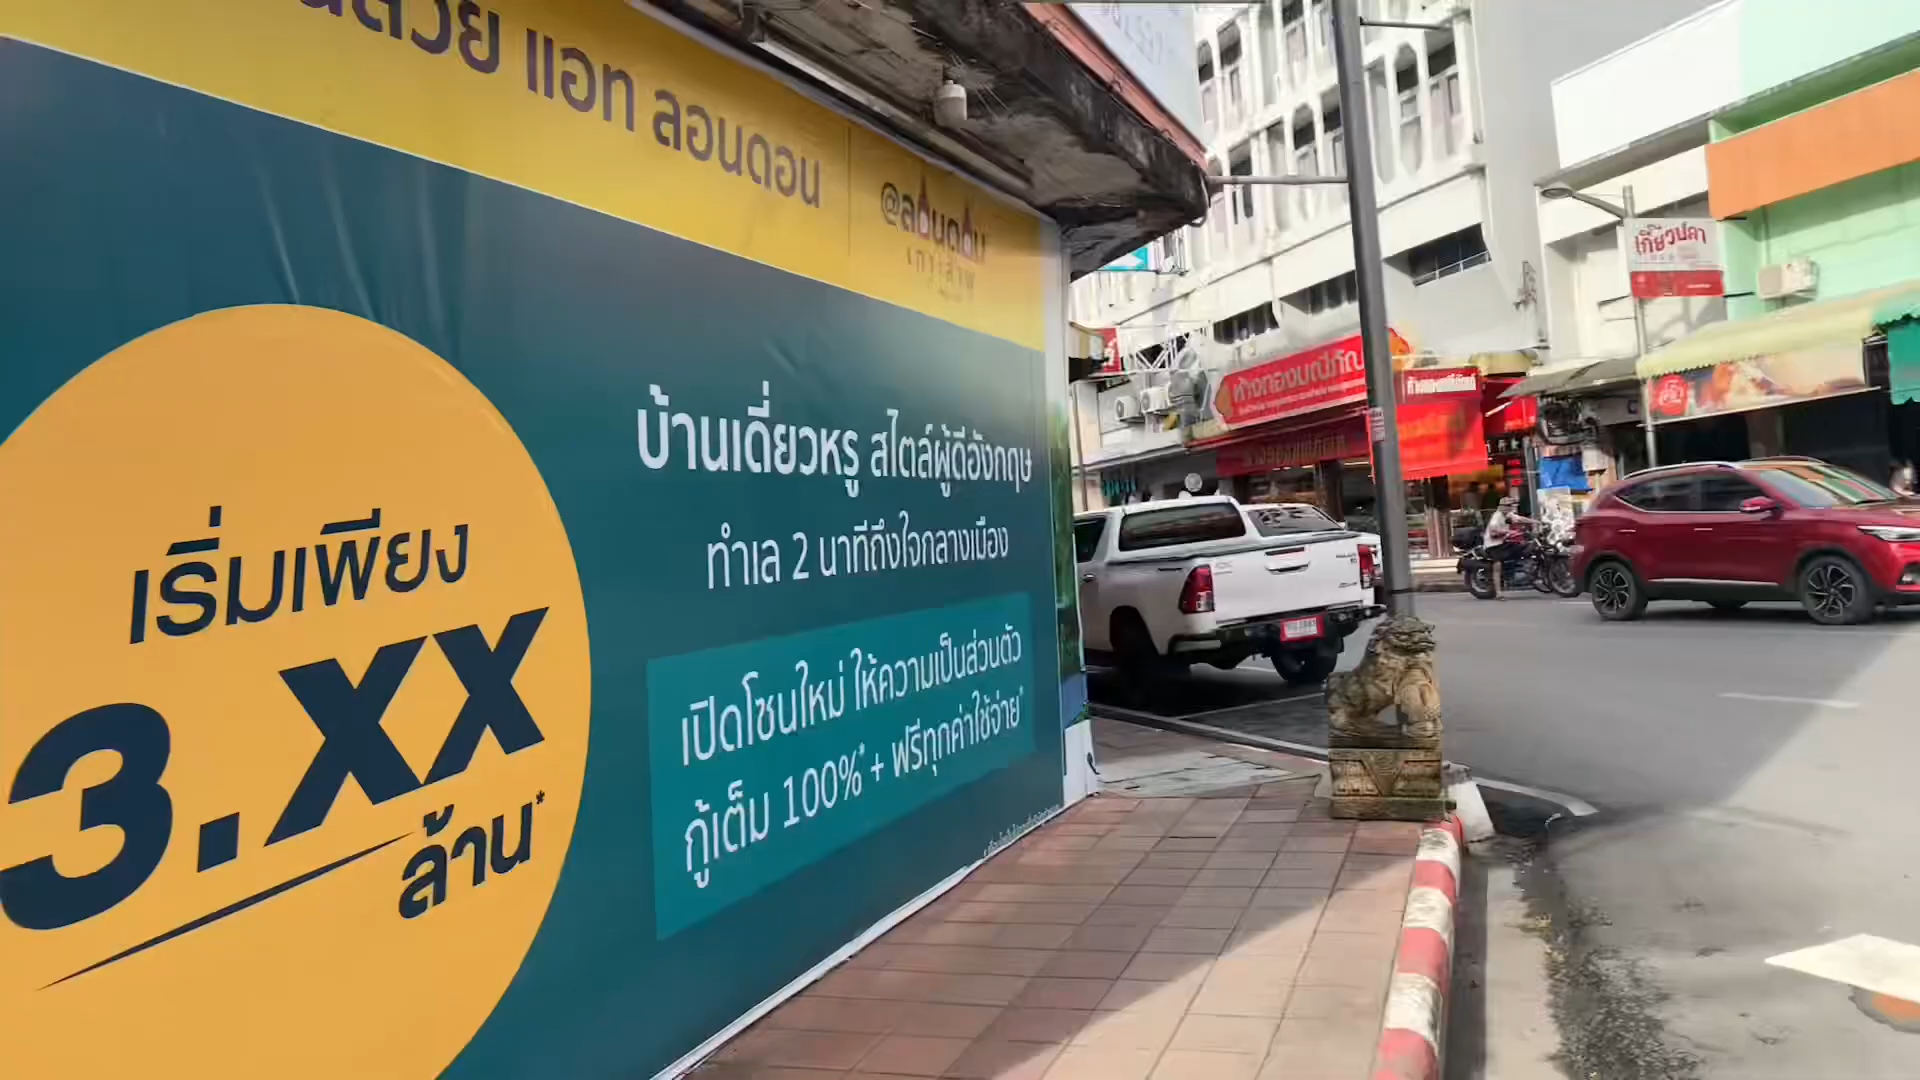 แอท ลอนดอน
@ลอนดอน
บ้านเดี่ยวหรู สไตล์ผู้ดีอังกฤษ
ทำเล 2 นาทีถึงใจกลางเมือง
เริ่มเพียง
3.XX
ล้าน*
เปิดโซนใหม่ ให้ความเป็นส่วนตัว
กู้เต็ม 100%* + ฟรีทุกค่าใช้จ่าย*
ห้างทองมณีภัณฑ์
เกี๊ยวปลา